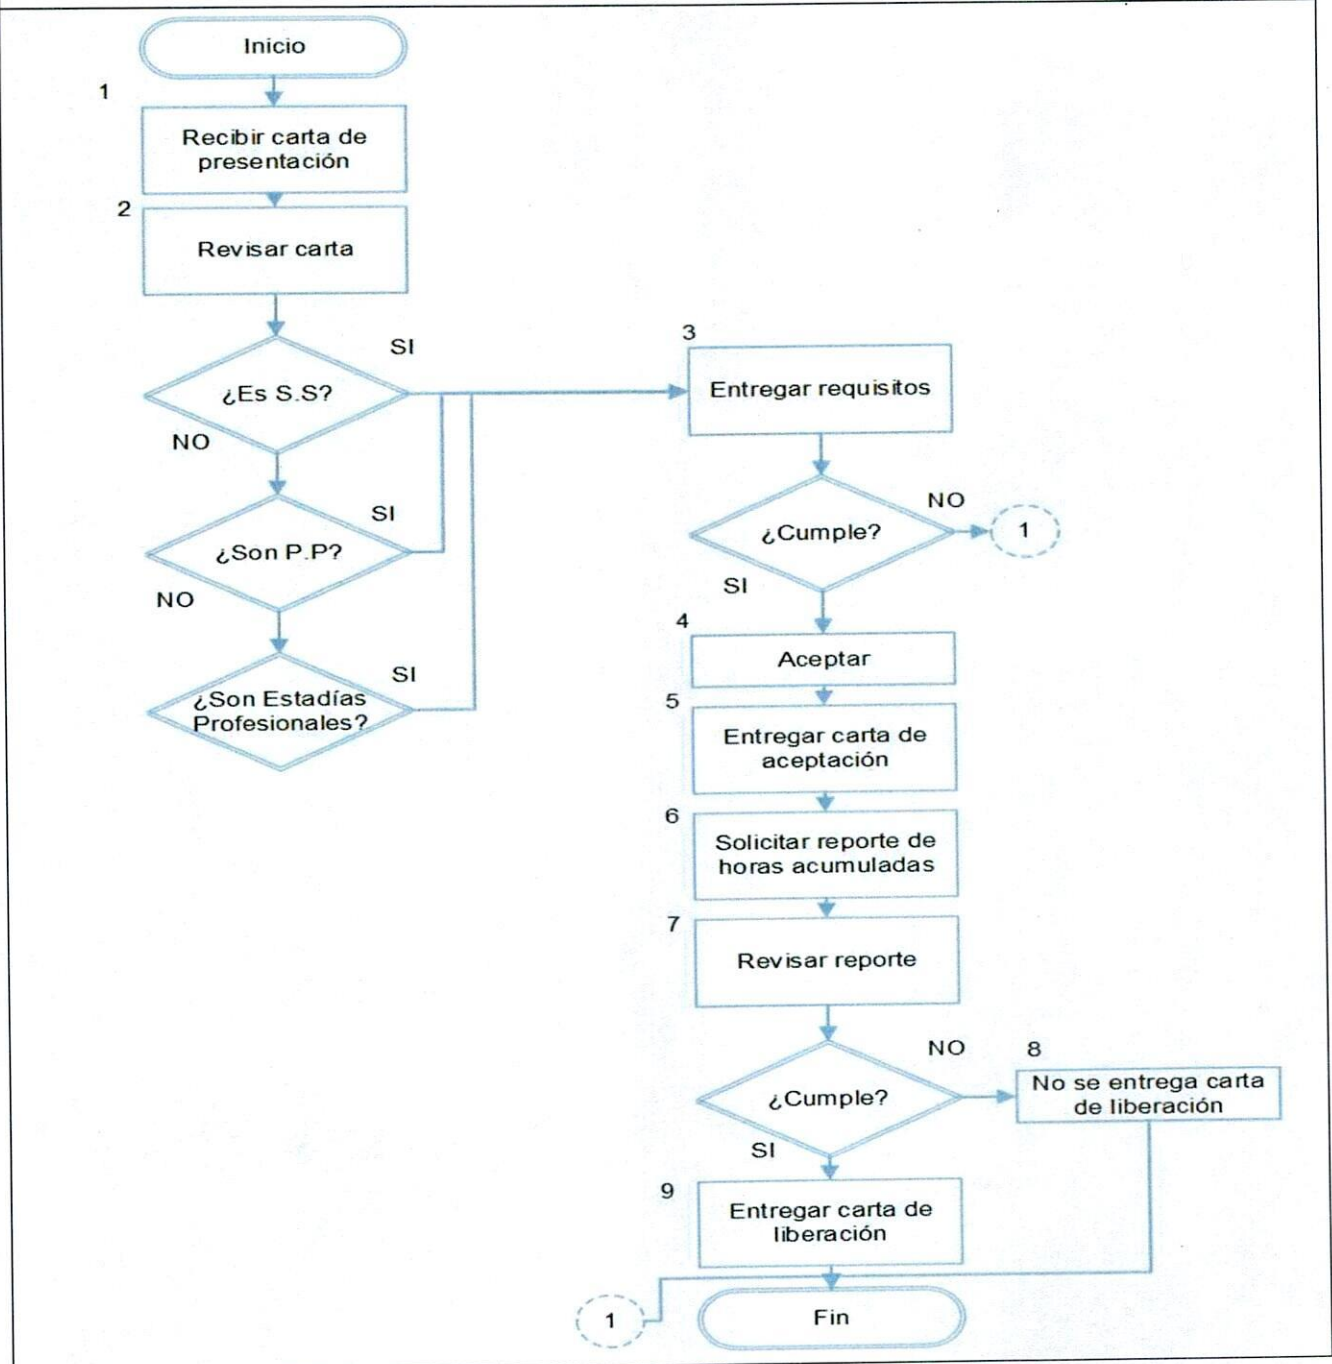 Inicio
1
Recibir carta de
presentación
2
Revisar carta
SI
¿Es S.S?
NO
SI
¿Son P.P?
NO
SI
¿Son Estadías
Profesionales?
3
Entregar requisitos
NO
¿Cumple?
1
SI
4
Aceptar
5
Entregar carta de
aceptación
6
Solicitar reporte de
horas acumuladas
7
Revisar reporte
NO
8
¿Cumple?
No se entrega carta
de liberación
SI
9
Entregar carta de
liberación
1
Fin